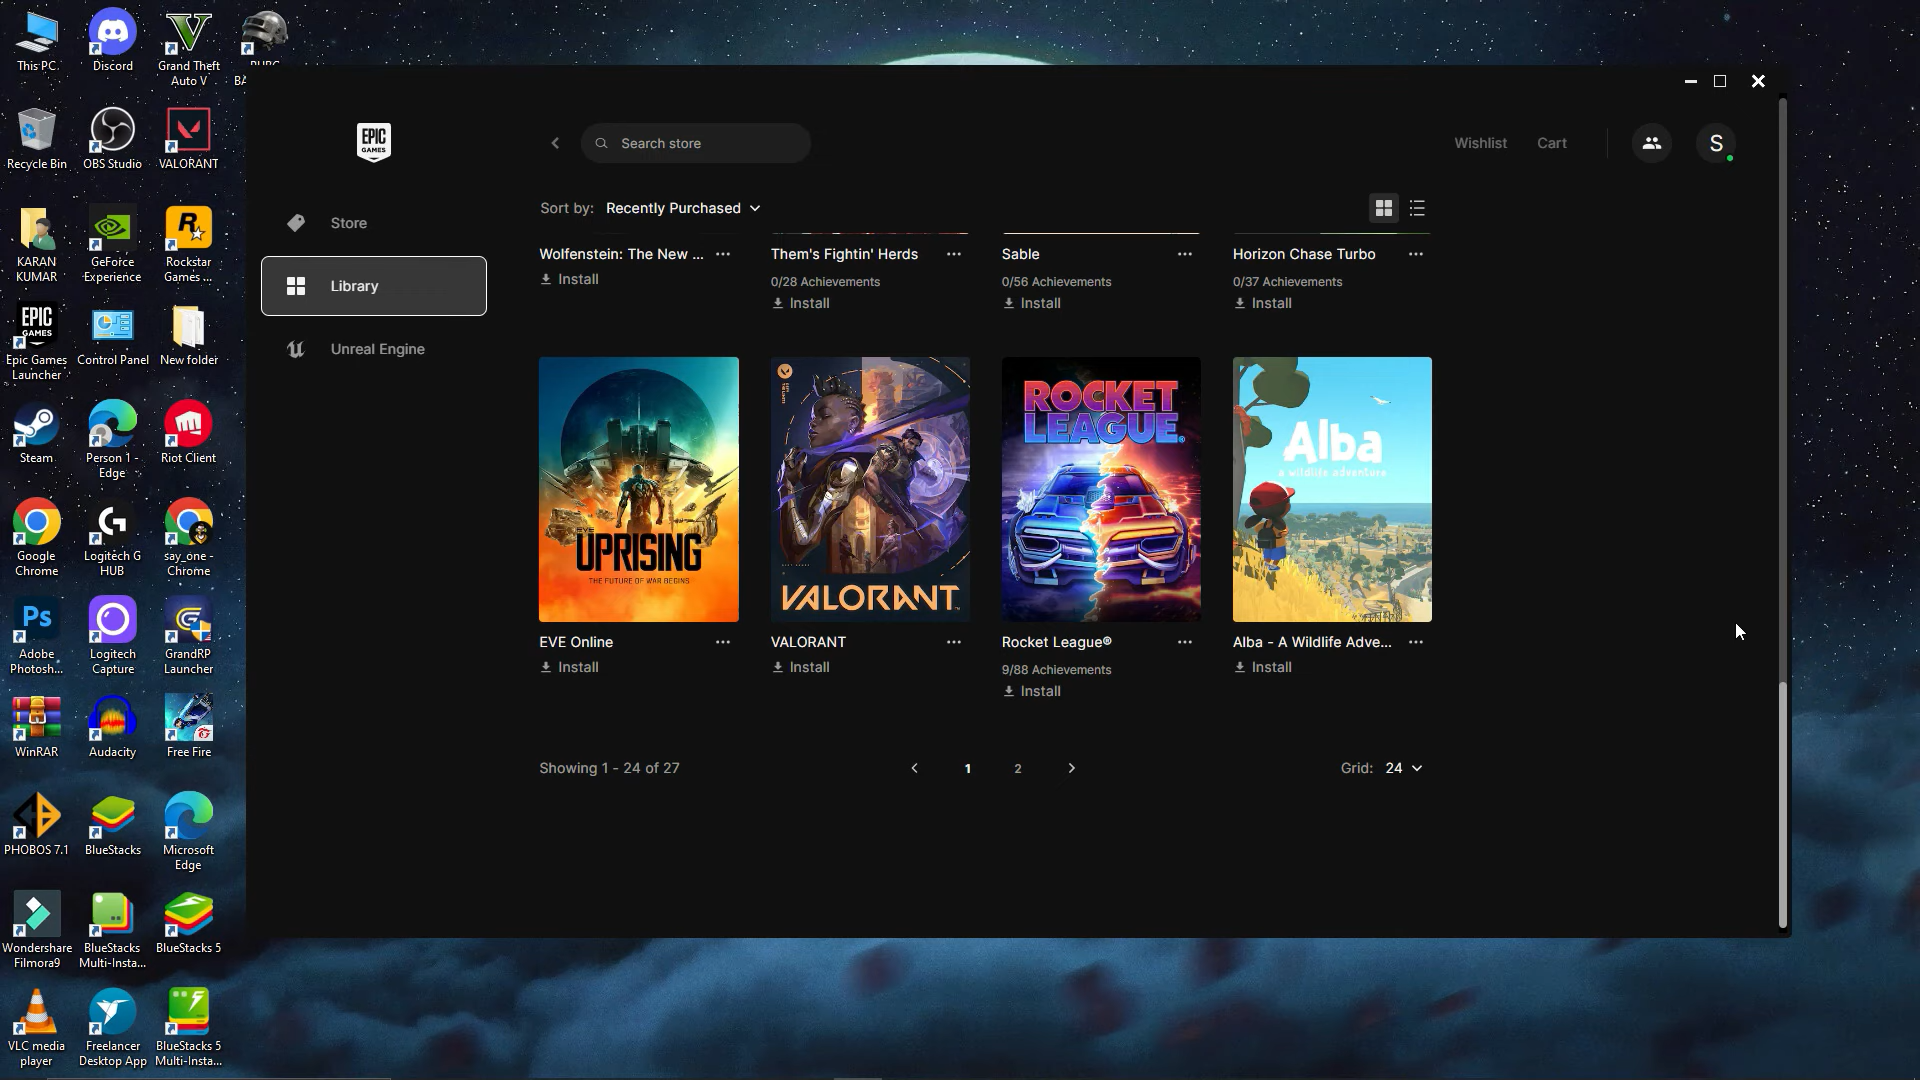 This PC
Discord
Grand Theft
Auto V
Recycle Bin
OBS Studio
VALORANT
KARAN
KUMAR
GeForce
Experience
Rockstar
Games ...
EPIC
GAMES
Epic Games
Launcher
Control Panel
New folder
Steam
Person 1 -
Edge
Riot Client
Google
Chrome
Logitech G
HUB
say_one -
Chrome
Ps
Adobe
Photosh...
Logitech
Capture
GrandRP
Launcher
WinRAR
Audacity
Free Fire
PHOBOS 7.1
BlueStacks
Microsoft
Edge
Wondershare
Filmora9
BlueStacks
Multi-Insta...
BlueStacks 5
VLC media
player
Freelancer
Desktop App
BlueStacks 5
Multi-Insta...
EPIC
GAMES
Search store
Wishlist
Cart
S
Store
Library
Unreal Engine
Sort by: Recently Purchased
Wolfenstein: The New ...
Install
Them's Fightin' Herds
0/28 Achievements
Install
Sable
0/56 Achievements
Install
Horizon Chase Turbo
0/37 Achievements
Install
EVE
UPRISING
THE FUTURE OF WAR BEGINS
VALORANT
ROCKET
LEAGUE®
Alba
a wildlife adventure
EVE Online
Install
VALORANT
Install
Rocket League®
9/88 Achievements
Install
Alba - A Wildlife Adve...
Install
Showing 1 - 24 of 27
1
2
Grid: 24